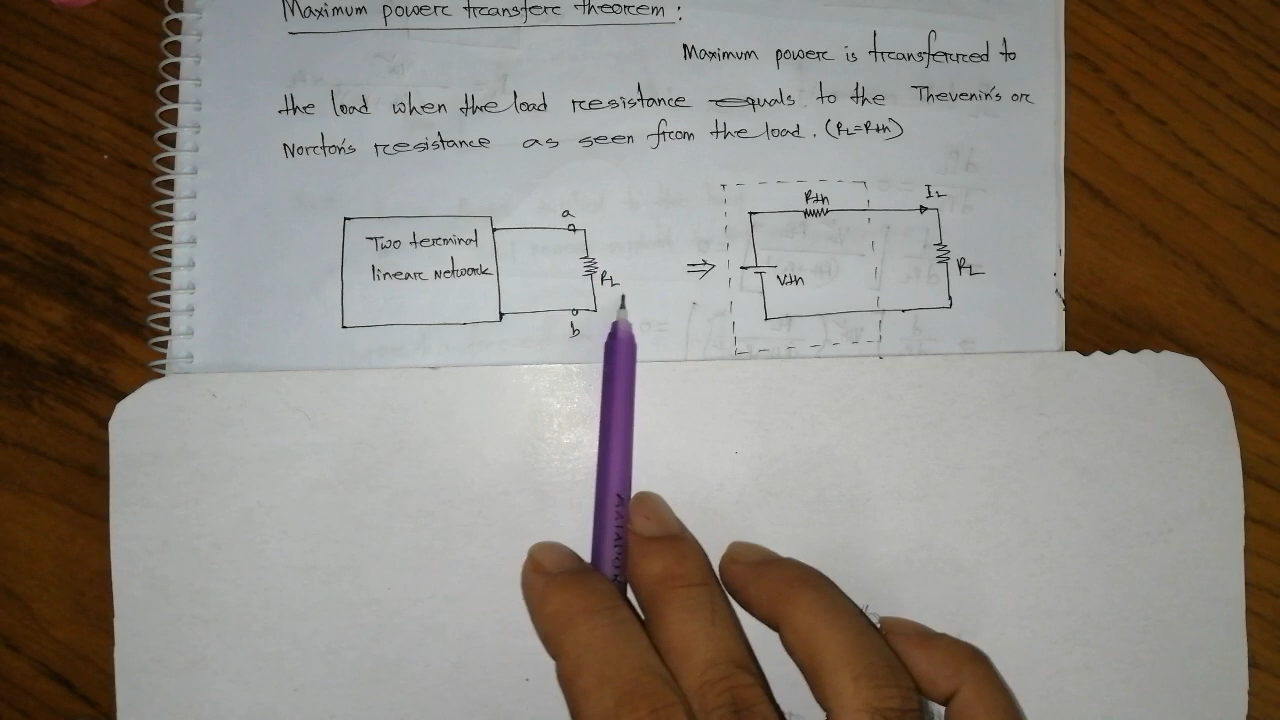 Maximum power transfer theorem:
Maximum power is transferred to
the load when the load resistance equals to the Thevenin's or
Norton's resistance as seen from the load. (RL=Rth)
a
Two terminal
linear network
RL
b
⇒
Rth
IL
Vth
RL
MATADOR